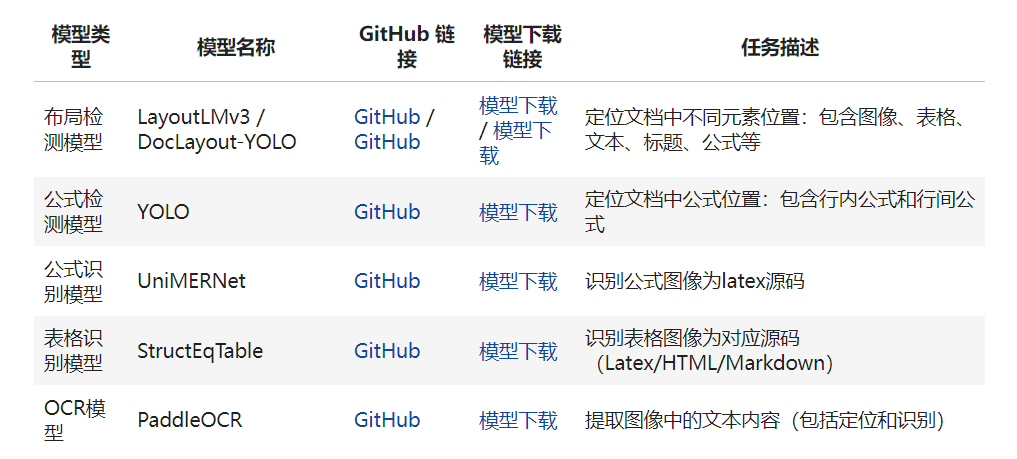 模型类型 模型名称 GitHub 链接 模型下载链接 任务描述
布局检测模型 LayoutLMv3 / DocLayout-YOLO GitHub / GitHub 模型下载 / 模型下载 定位文档中不同元素位置：包含图像、表格、文本、标题、公式等
公式检测模型 YOLO GitHub 模型下载 定位文档中公式位置：包含行内公式和行间公式
公式识别模型 UniMERNet GitHub 模型下载 识别公式图像为latex源码
表格识别模型 StructEqTable GitHub 模型下载 识别表格图像为对应源码（Latex/HTML/Markdown）
OCR模型 PaddleOCR GitHub 模型下载 提取图像中的文本内容（包括定位和识别）